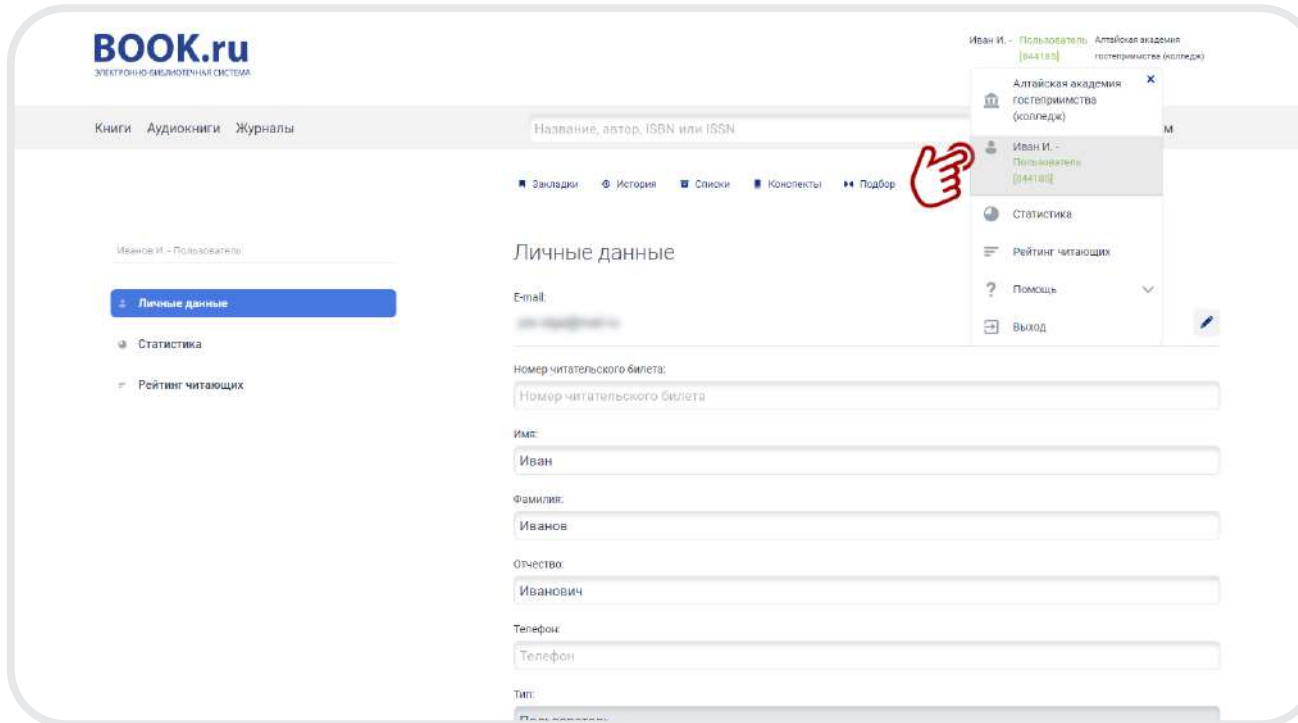 BOOK.ru
ЭЛЕКТРОННО-БИБЛИОТЕЧНАЯ СИСТЕМА
Иван И. - Пользователь [844185]
Алтайская академия гостеприимства (колледж)
Книги Аудиокниги Журналы
Название, автор, ISBN или ISSN
м
Алтайская академия
гостеприимства
(колледж)
Иван И. -
Пользователь
[844185]
Статистика
Рейтинг читающих
Помощь
Выход
Закладки История Списки Конспекты Подбор
Иванов И. - Пользователь
Личные данные
Статистика
Рейтинг читающих
Личные данные
E-mail:
Номер читательского билета:
Номер читательского билета
Имя:
Иван
Фамилия:
Иванов
Отчество:
Иванович
Телефон:
Телефон
Тип:
Пользователь